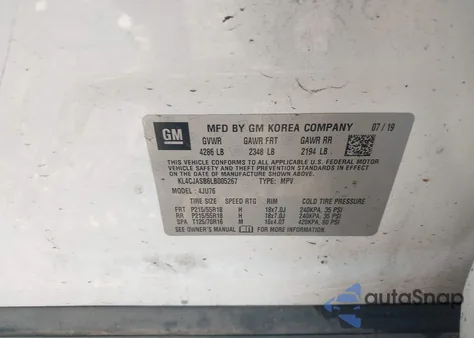 GM
MFD BY GM KOREA COMPANY 07/19
GVWR GAWR FRT GAWR RR
4286 LB 2348 LB 2194 LB
THIS VEHICLE CONFORMS TO ALL APPLICABLE U.S. FEDERAL MOTOR
VEHICLE SAFETY AND THEFT PREVENTION STANDARDS IN EFFECT ON
THE DATE OF MANUFACTURE SHOWN ABOVE.
KL4CJASB6LB005267 TYPE: MPV
MODEL: 4JU76
TIRE SIZE SPEED RTG RIM COLD TIRE PRESSURE
FRT P215/55R18 H 18x7.0J 240KPA, 35 PSI
RR P215/55R18 H 18x7.0J 240KPA, 35 PSI
SPA T125/70R16 M 16x4.0T 420KPA, 60 PSI
SEE OWNER'S MANUAL FOR MORE INFORMATION.
autoSnap